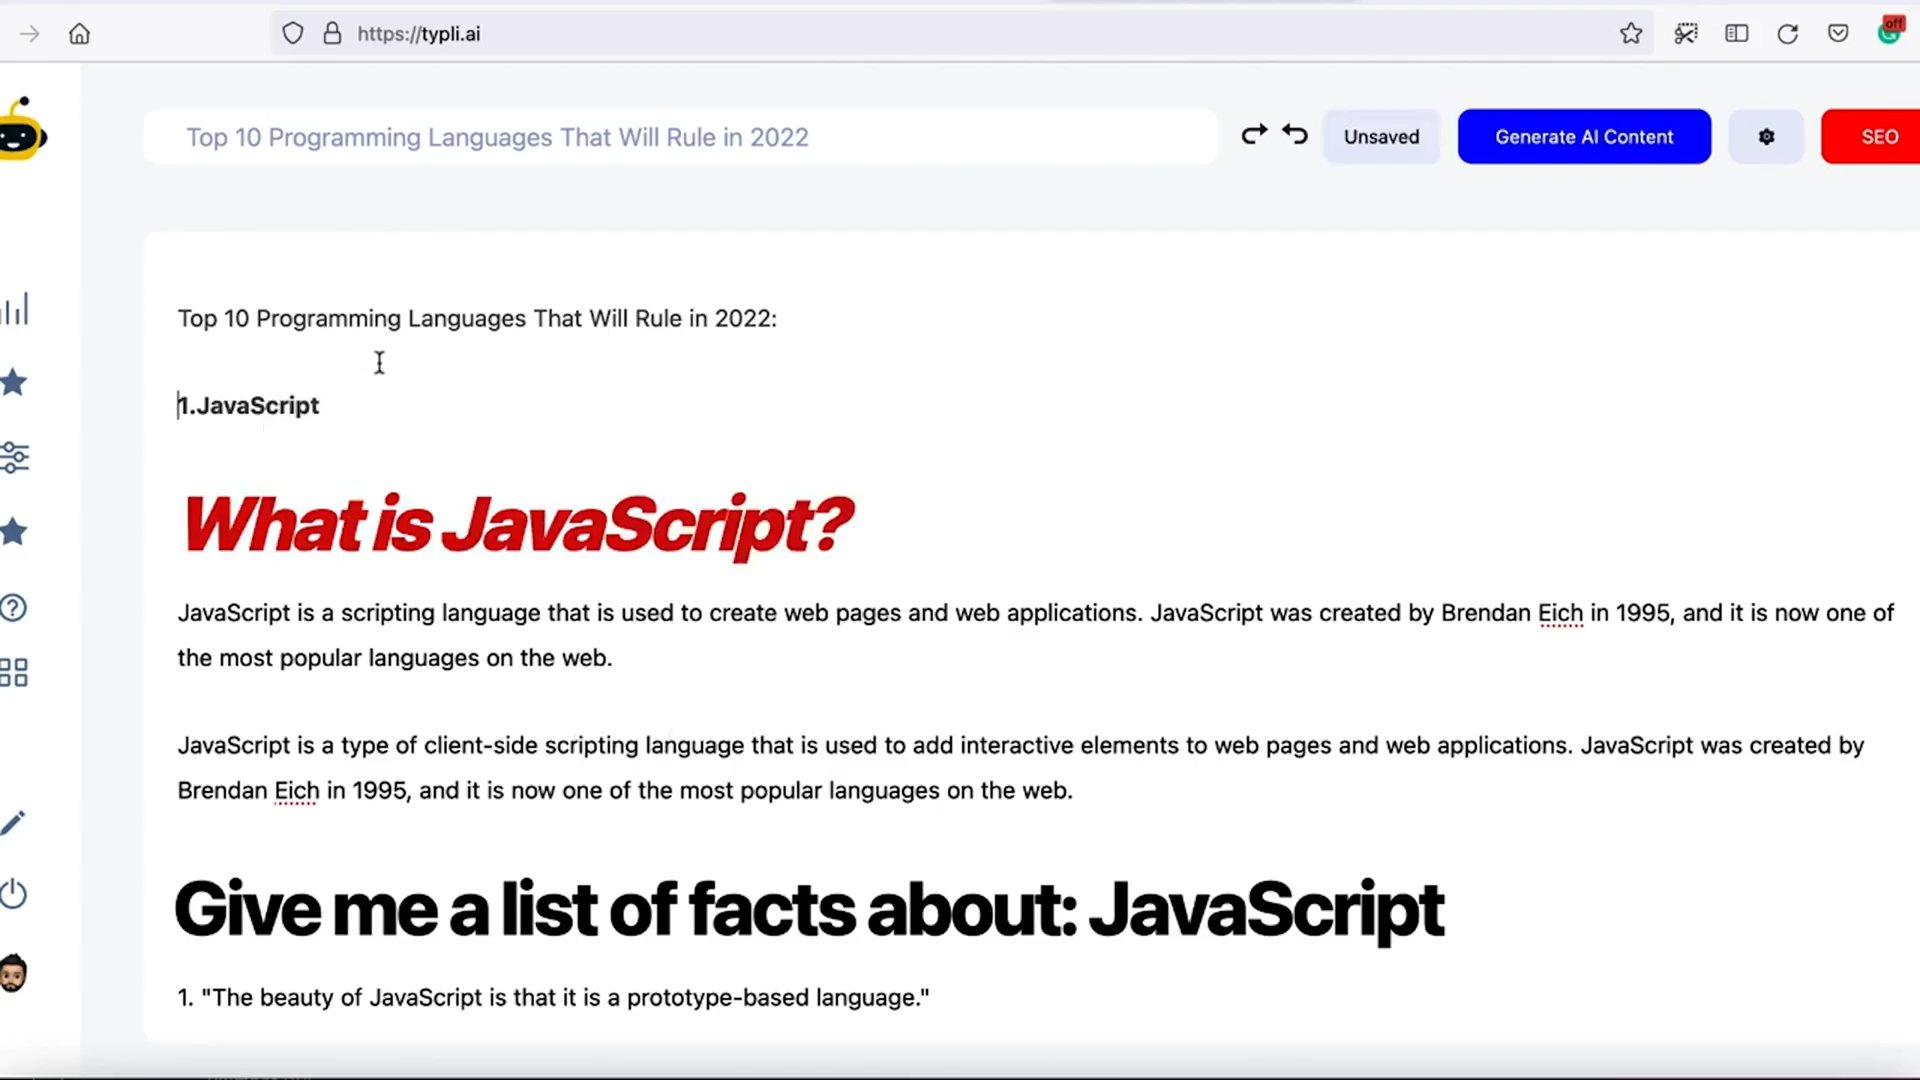 https://typli.ai
off
Top 10 Programming Languages That Will Rule in 2022
Unsaved
Generate AI Content
SEO
Top 10 Programming Languages That Will Rule in 2022:
1.JavaScript
What is JavaScript?
JavaScript is a scripting language that is used to create web pages and web applications. JavaScript was created by Brendan Eich in 1995, and it is now one of
the most popular languages on the web.
JavaScript is a type of client-side scripting language that is used to add interactive elements to web pages and web applications. JavaScript was created by
Brendan Eich in 1995, and it is now one of the most popular languages on the web.
Give me a list of facts about: JavaScript
1. "The beauty of JavaScript is that it is a prototype-based language."